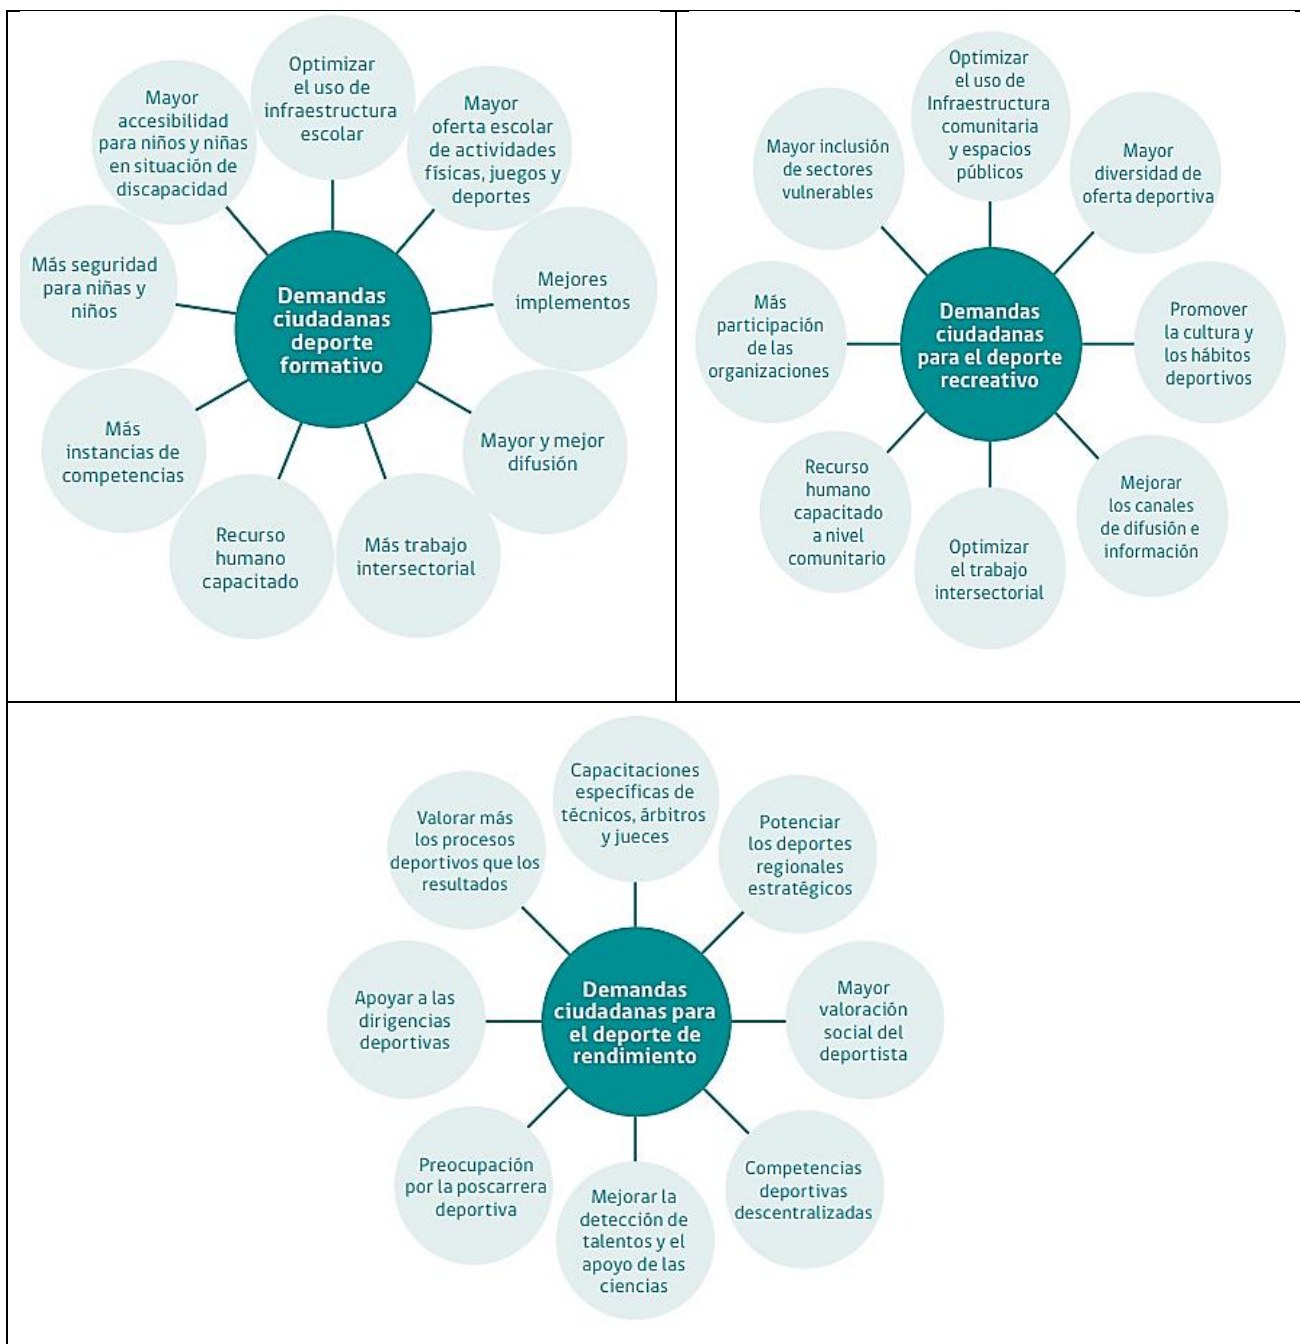 Demandas
ciudadanas
deporte
formativo
Optimizar
el uso de
infraestructura
escolar
Mayor
oferta escolar
de actividades
físicas, juegos y
deportes
Mejores
implementos
Mayor y mejor
difusión
Más trabajo
intersectorial
Recurso
humano
capacitado
Más
instancias de
competencias
Más seguridad
para niñas y
niños
Mayor
accesibilidad
para niños y niñas
en situación de
discapacidad
Demandas
ciudadanas
para el deporte
recreativo
Optimizar
el uso de
Infraestructura
comunitaria
y espacios
públicos
Mayor
diversidad de
oferta deportiva
Promover
la cultura y
los hábitos
deportivos
Mejorar
los canales
de difusión e
información
Optimizar
el trabajo
intersectorial
Recurso
humano
capacitado
a nivel
comunitario
Más
participación
de las
organizaciones
Mayor inclusión
de sectores
vulnerables
Demandas
ciudadanas para
el deporte de
rendimiento
Capacitaciones
específicas de
técnicos, árbitros
y jueces
Potenciar
los deportes
regionales
estratégicos
Mayor
valoración
social del
deportista
Competencias
deportivas
descentralizadas
Mejorar la
detección de
talentos y el
apoyo de las
ciencias
Preocupación
por la poscarrera
deportiva
Apoyar a las
dirigencias
deportivas
Valorar más
los procesos
deportivos que los
resultados